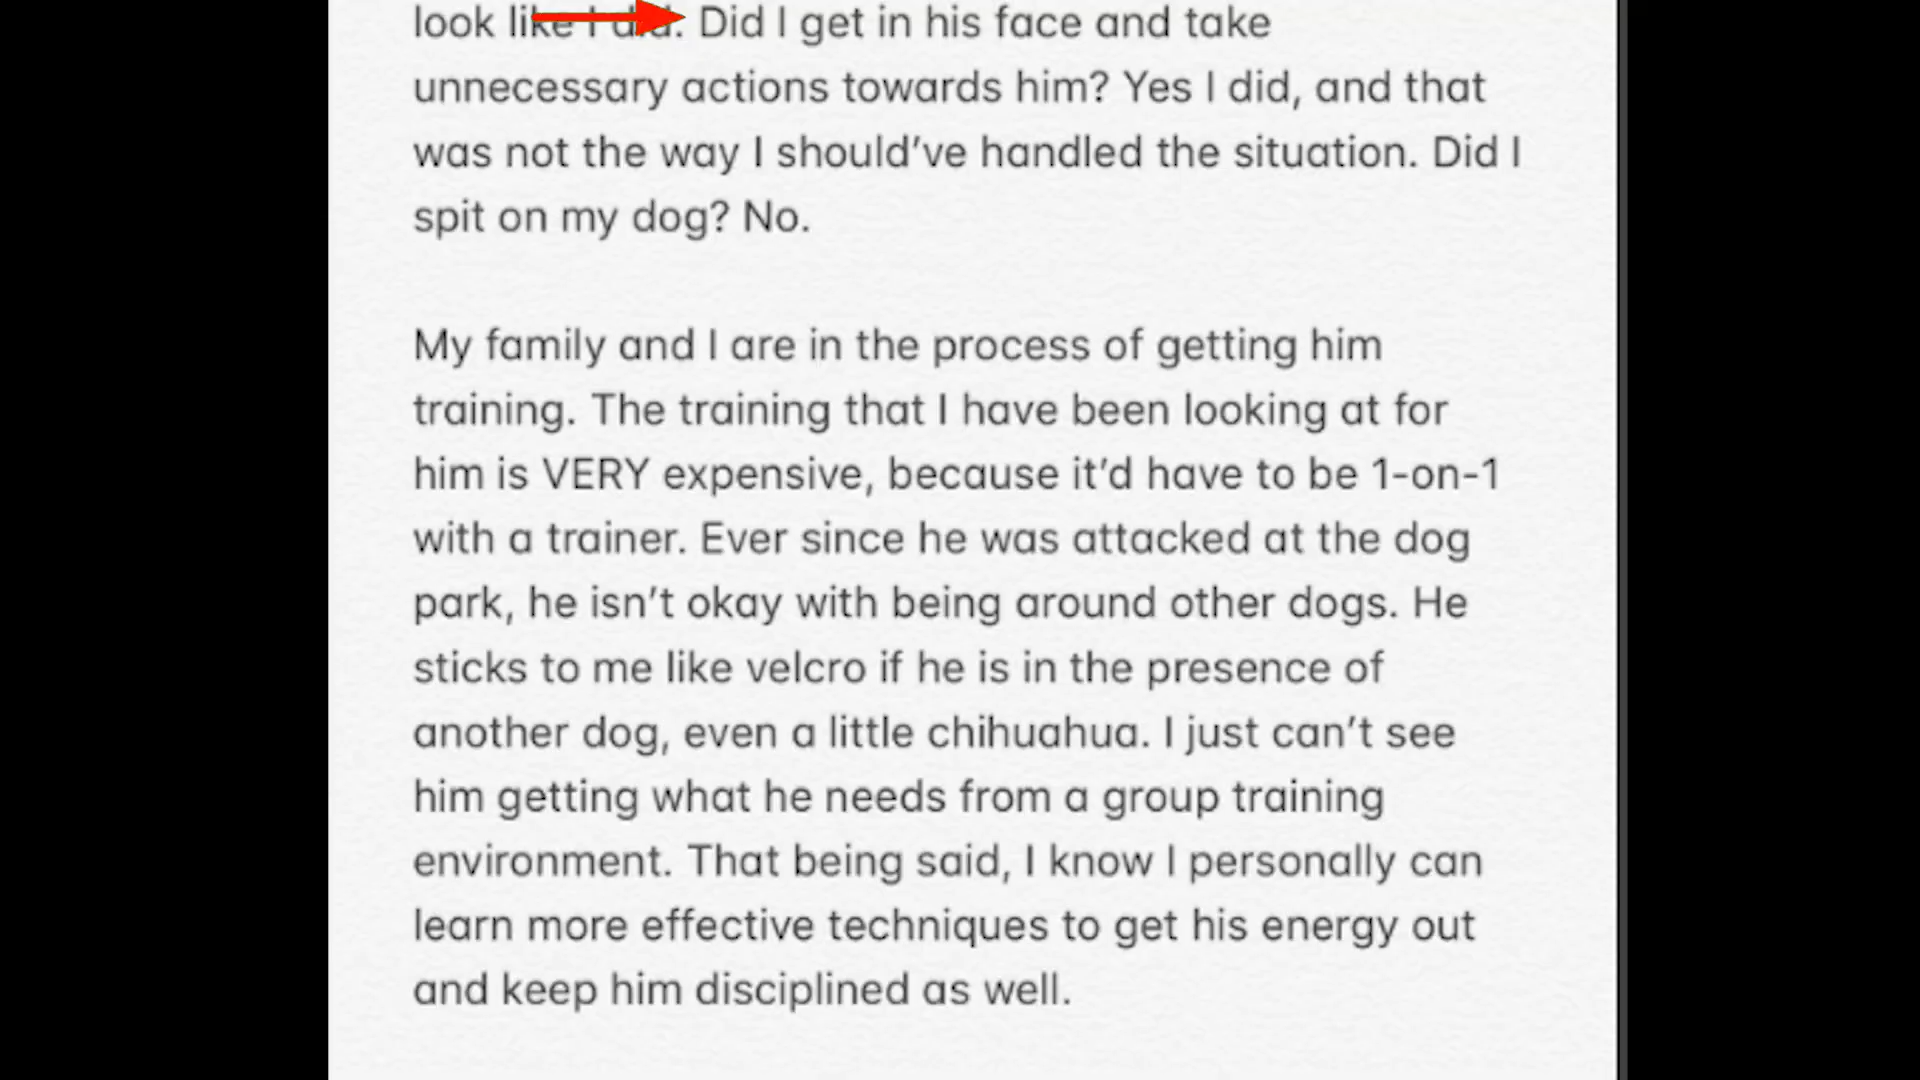 look like I did. Did I get in his face and take
unnecessary actions towards him? Yes I did, and that
was not the way I should’ve handled the situation. Did I
spit on my dog? No.
My family and I are in the process of getting him
training. The training that I have been looking at for
him is VERY expensive, because it’d have to be 1-on-1
with a trainer. Ever since he was attacked at the dog
park, he isn’t okay with being around other dogs. He
sticks to me like velcro if he is in the presence of
another dog, even a little chihuahua. I just can’t see
him getting what he needs from a group training
environment. That being said, I know I personally can
learn more effective techniques to get his energy out
and keep him disciplined as well.